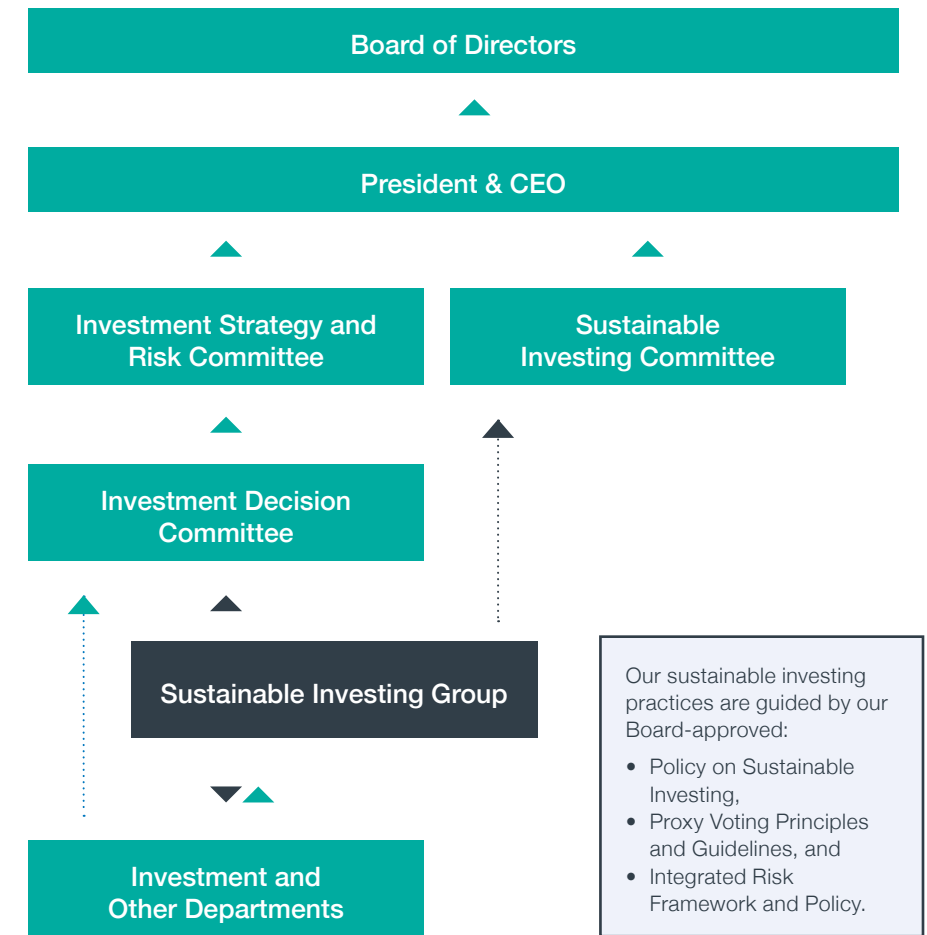 Board of Directors
President & CEO
Investment Strategy and
Risk Committee
Sustainable
Investing Committee
Investment Decision
Committee
Sustainable Investing Group
Our sustainable investing
practices are guided by our
Board-approved:
• Policy on Sustainable
Investing,
• Proxy Voting Principles
and Guidelines, and
• Integrated Risk
Framework and Policy.
Investment and
Other Departments